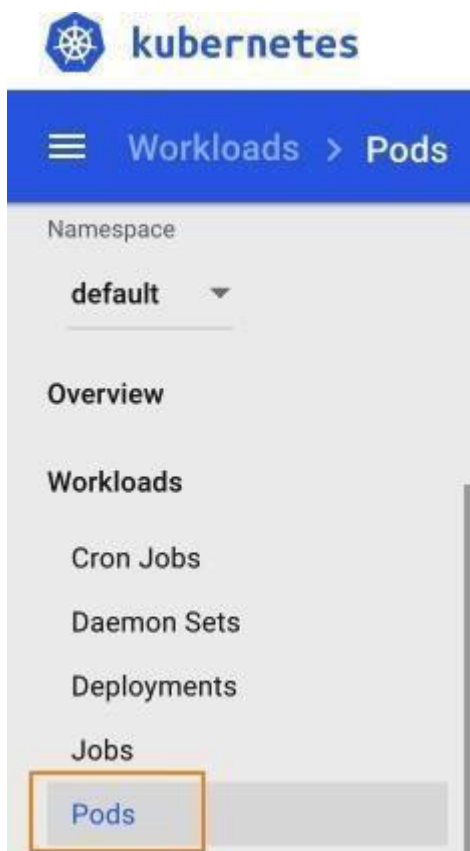 kubernetes
Workloads > Pods
Namespace
default
Overview
Workloads
Cron Jobs
Daemon Sets
Deployments
Jobs
Pods